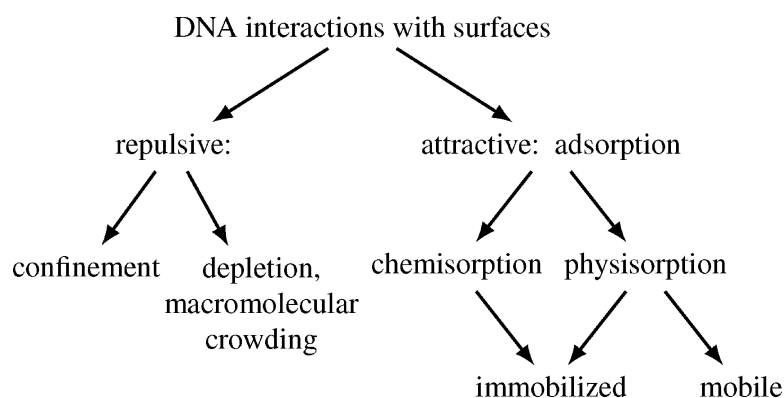 DNA interactions with surfaces
repulsive:
attractive: adsorption
confinement
depletion,
macromolecular
crowding
chemisorption
physisorption
immobilized
mobile